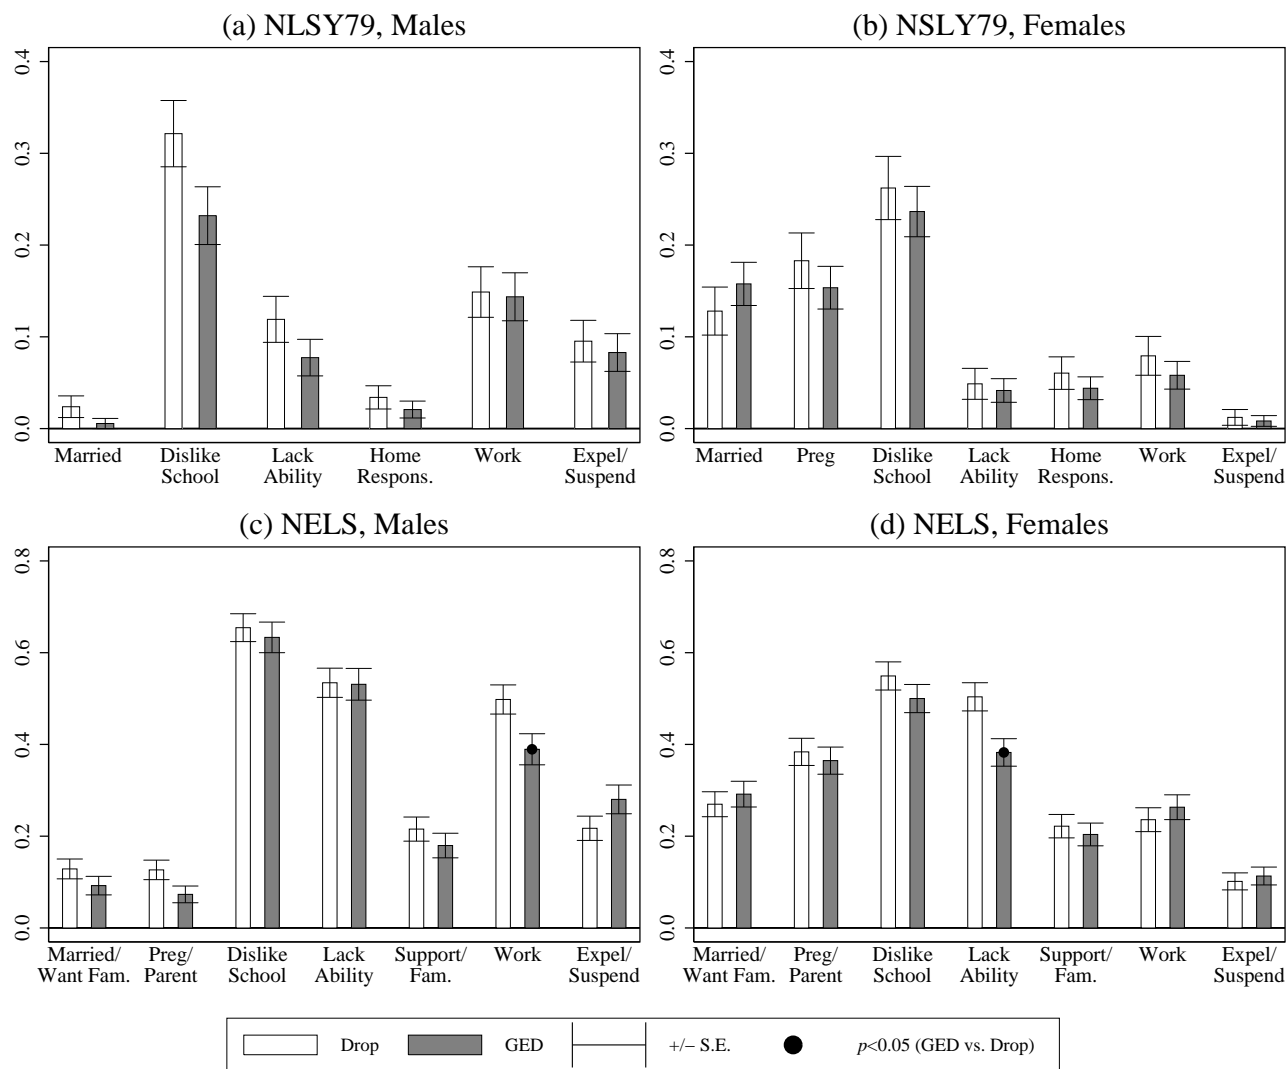 (a) NLSY79, Males
0.4
0.3
0.2
0.1
0.0
Married
Dislike
School
Lack
Ability
Home
Respons.
Work
Expel/
Suspend
(b) NSLY79, Females
0.4
0.3
0.2
0.1
0.0
Married
Preg
Dislike
School
Lack
Ability
Home
Respons.
Work
Expel/
Suspend
(c) NELS, Males
0.8
0.6
0.4
0.2
0.0
Married/
Want Fam.
Preg/
Parent
Dislike
School
Lack
Ability
Support/
Fam.
Work
Expel/
Suspend
(d) NELS, Females
0.8
0.6
0.4
0.2
0.0
Married/
Want Fam.
Preg/
Parent
Dislike
School
Lack
Ability
Support/
Fam.
Work
Expel/
Suspend
Drop GED +/− S.E. p<0.05 (GED vs. Drop)